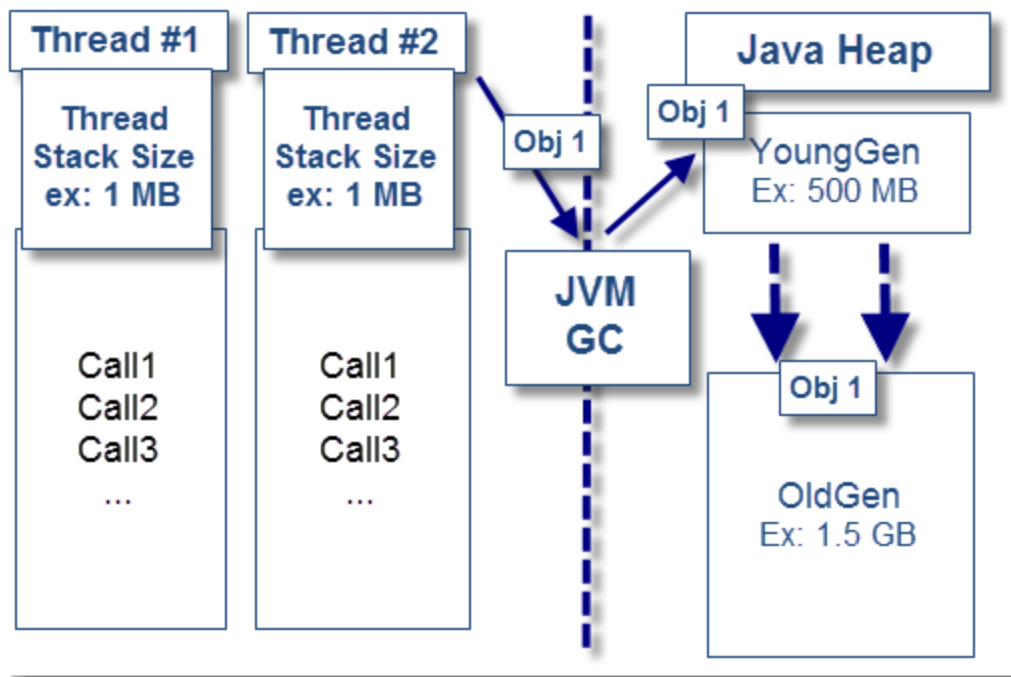 Thread #1
Thread
Stack Size
ex: 1 MB
Call1
Call2
Call3
...
Thread #2
Thread
Stack Size
ex: 1 MB
Call1
Call2
Call3
...
Obj 1
JVM
GC
Java Heap
Obj 1
YoungGen
Ex: 500 MB
Obj 1
OldGen
Ex: 1.5 GB